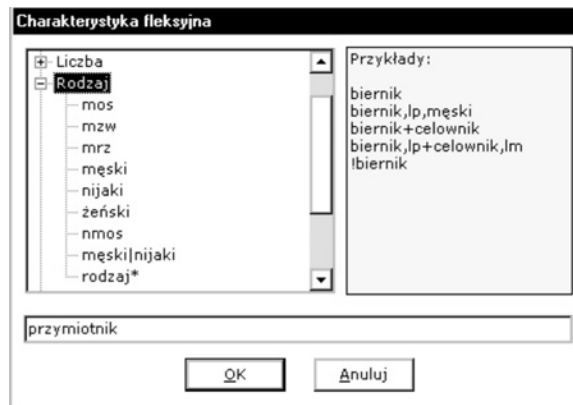 Charakterystyka fleksyjna
Liczba
Rodzaj
mos
mzw
mrz
męski
nijaki
żeński
nmos
męski|nijaki
rodzaj*
Przykłady:
biernik
biernik,lp,męski
biernik+celownik
biernik,lp+celownik,lm
!biernik
przymiotnik
OK
Anuluj